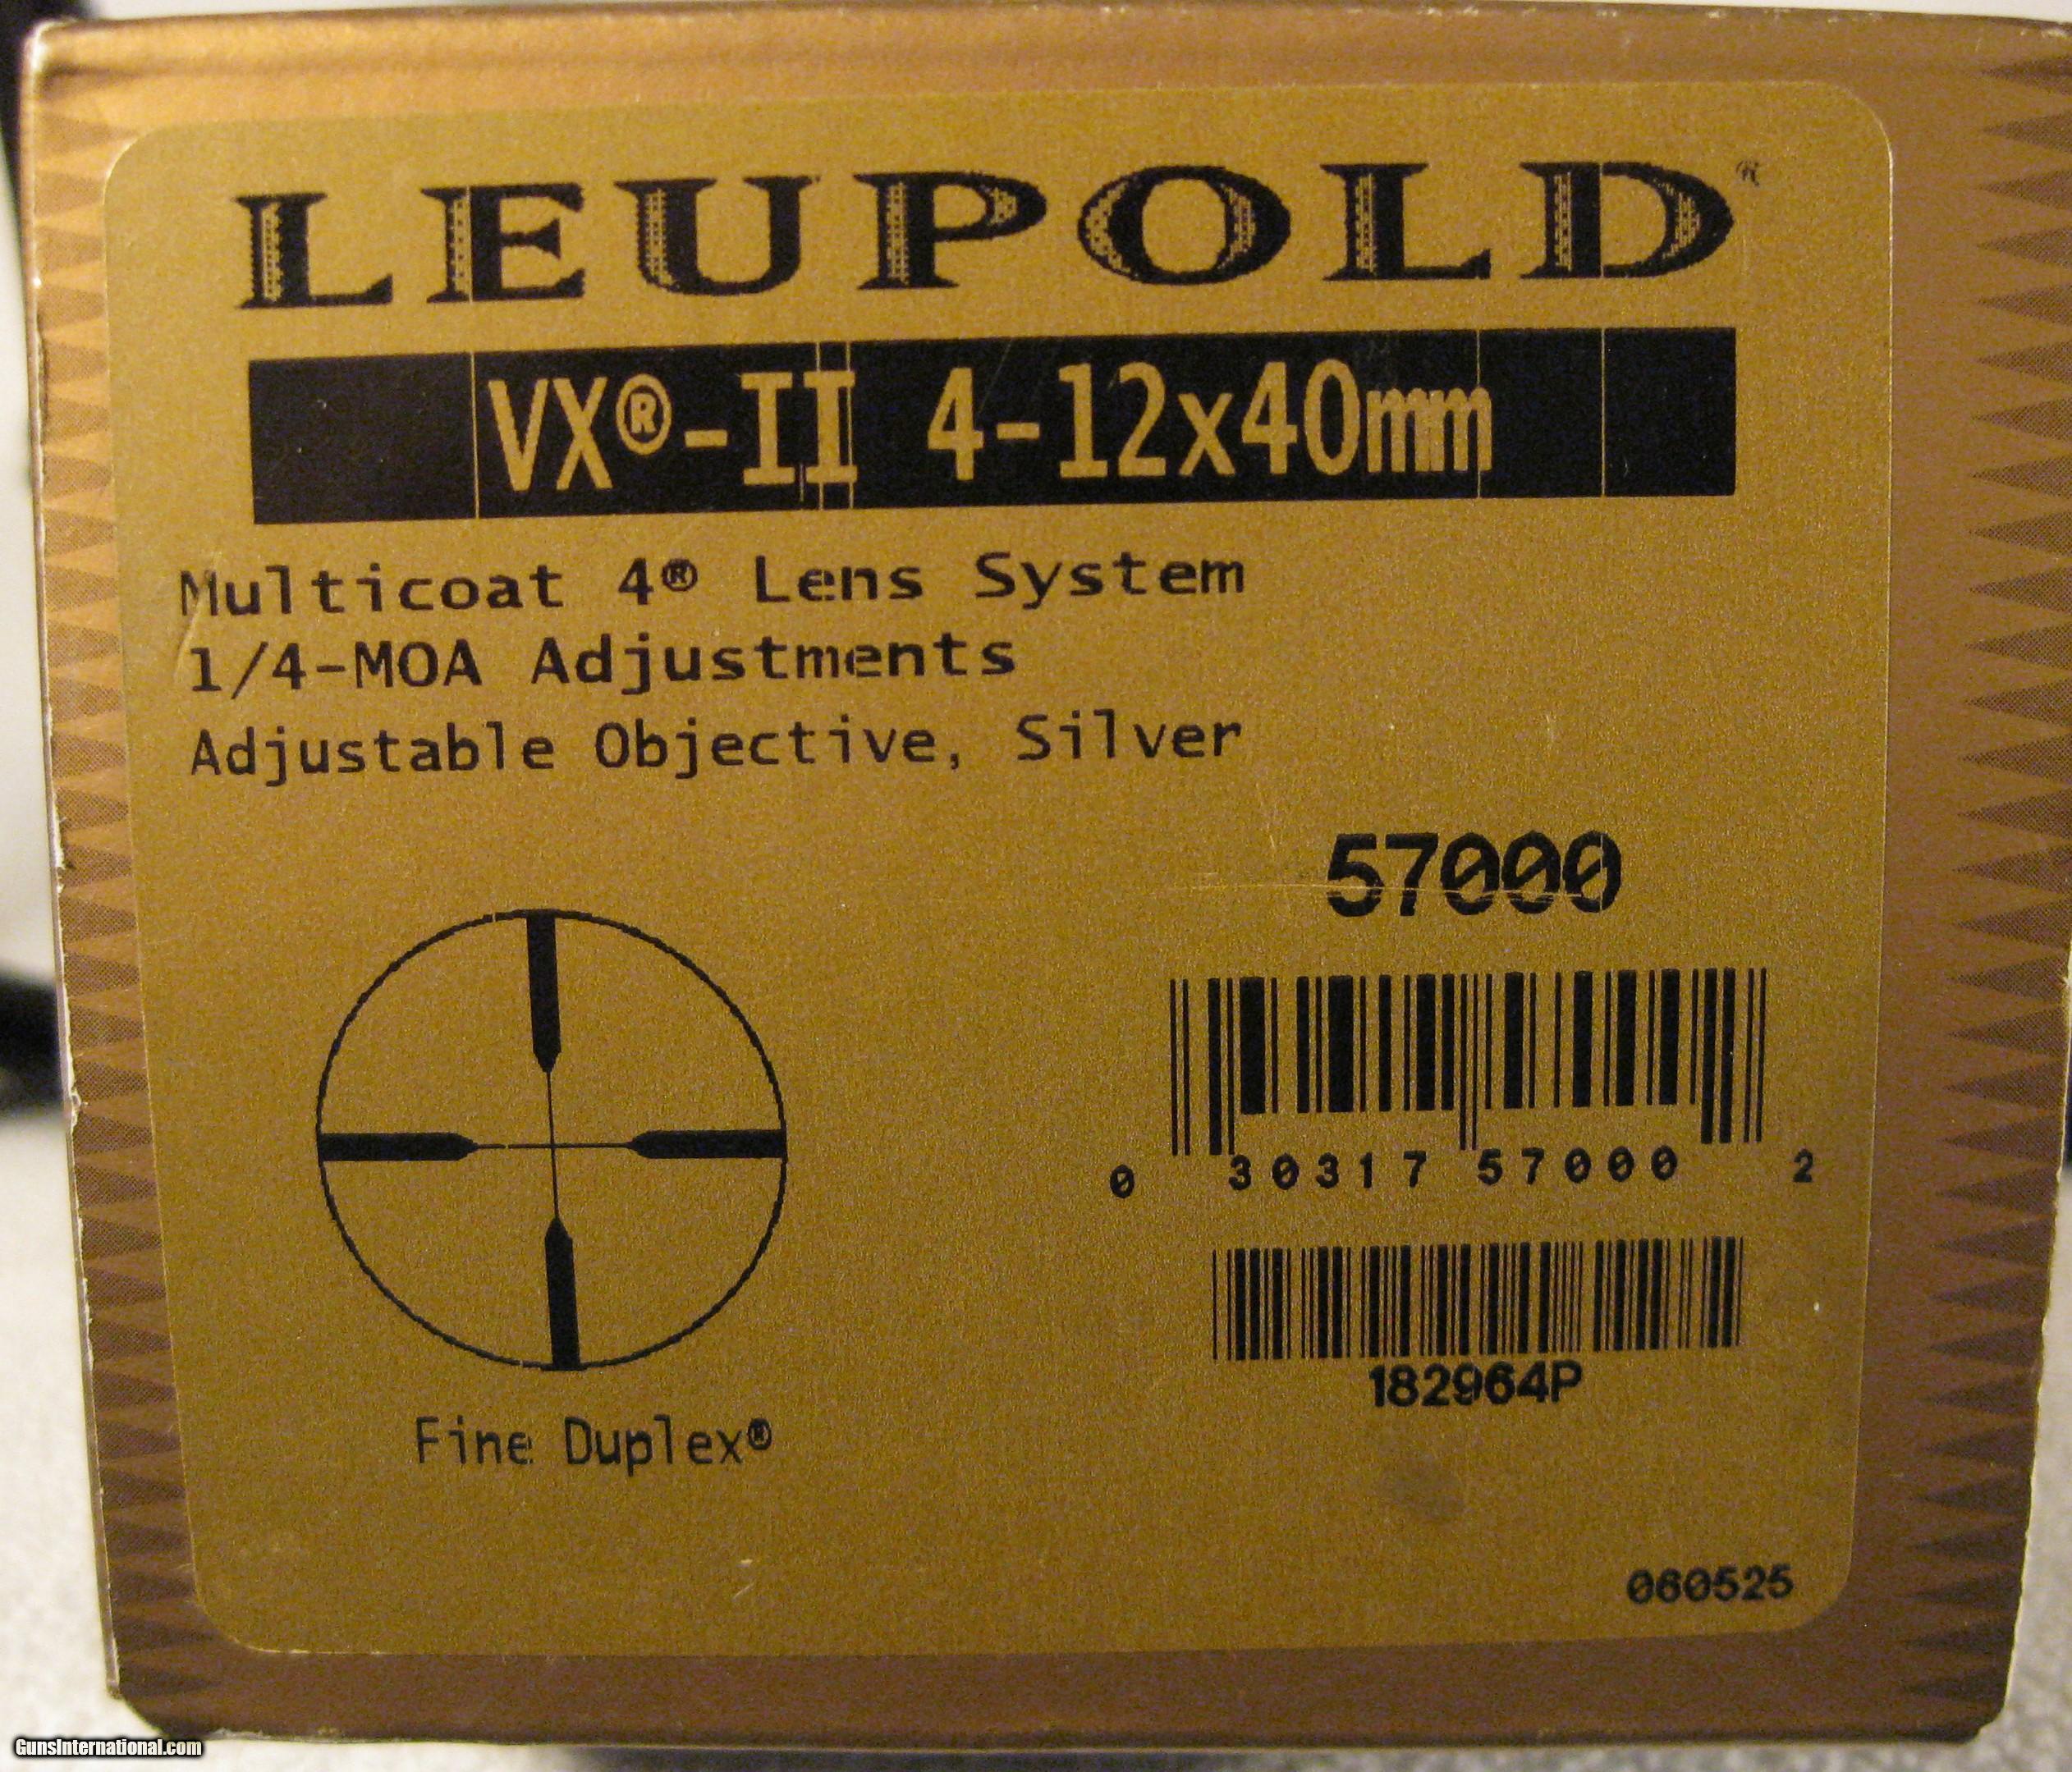 LEUPOLD®
VX®-II 4-12x40mm
Multicoat 4® Lens System
1/4-MOA Adjustments
Adjustable Objective, Silver
57000
0 30317 57000 2
182964P
Fine Duplex®
060525
GunsInternational.com